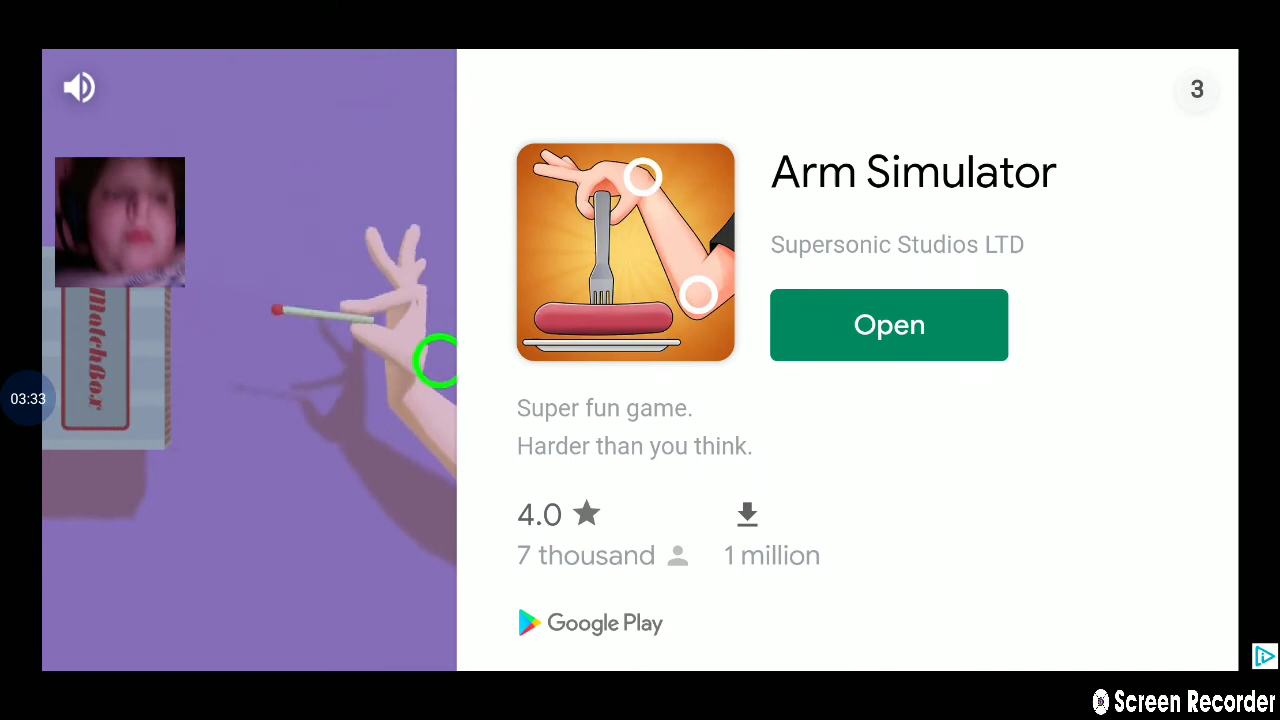 3
Arm Simulator
Supersonic Studios LTD
Open
MatchBox
03:33
Super fun game.
Harder than you think.
4.0
7 thousand
1 million
Google Play
Screen Recorder